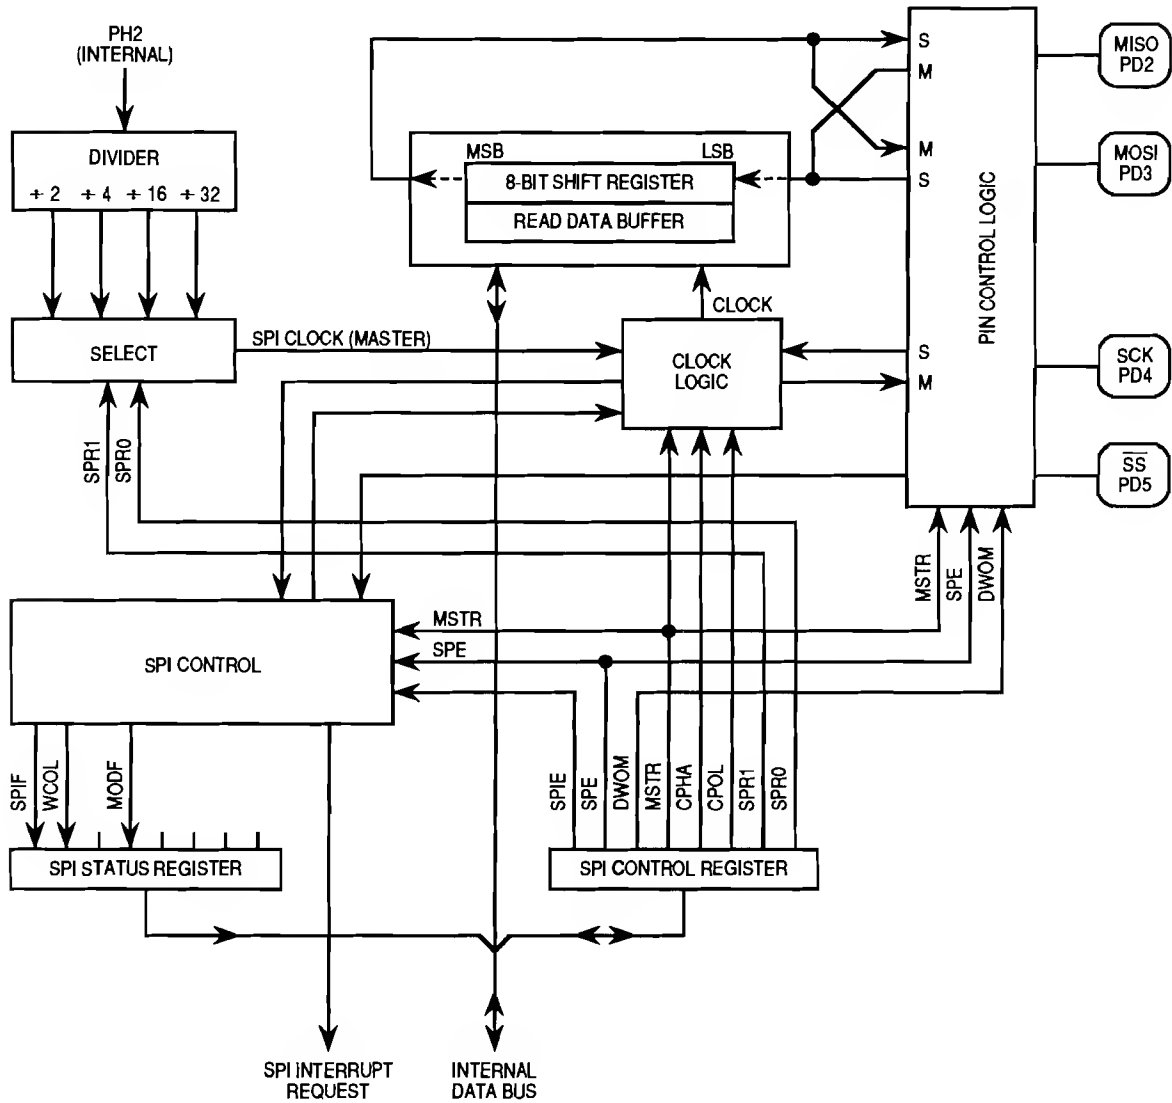 PH2
(INTERNAL)
DIVIDER
÷ 2 ÷ 4 ÷ 16 ÷ 32
SELECT
SPR1
SPR0
SPI CLOCK (MASTER)
MSB LSB
8-BIT SHIFT REGISTER
READ DATA BUFFER
CLOCK
CLOCK
LOGIC
S
M
M
S
S
M
PIN CONTROL LOGIC
MISO
PD2
MOSI
PD3
SCK
PD4
SS
PD5
MSTR
SPE
DWOM
MSTR
SPE
SPI CONTROL
SPIF
WCOL
MODF
SPI STATUS REGISTER
SPIE
SPE
DWOM
MSTR
CPHA
CPOL
SPR1
SPR0
SPI CONTROL REGISTER
SPI INTERRUPT
REQUEST
INTERNAL
DATA BUS